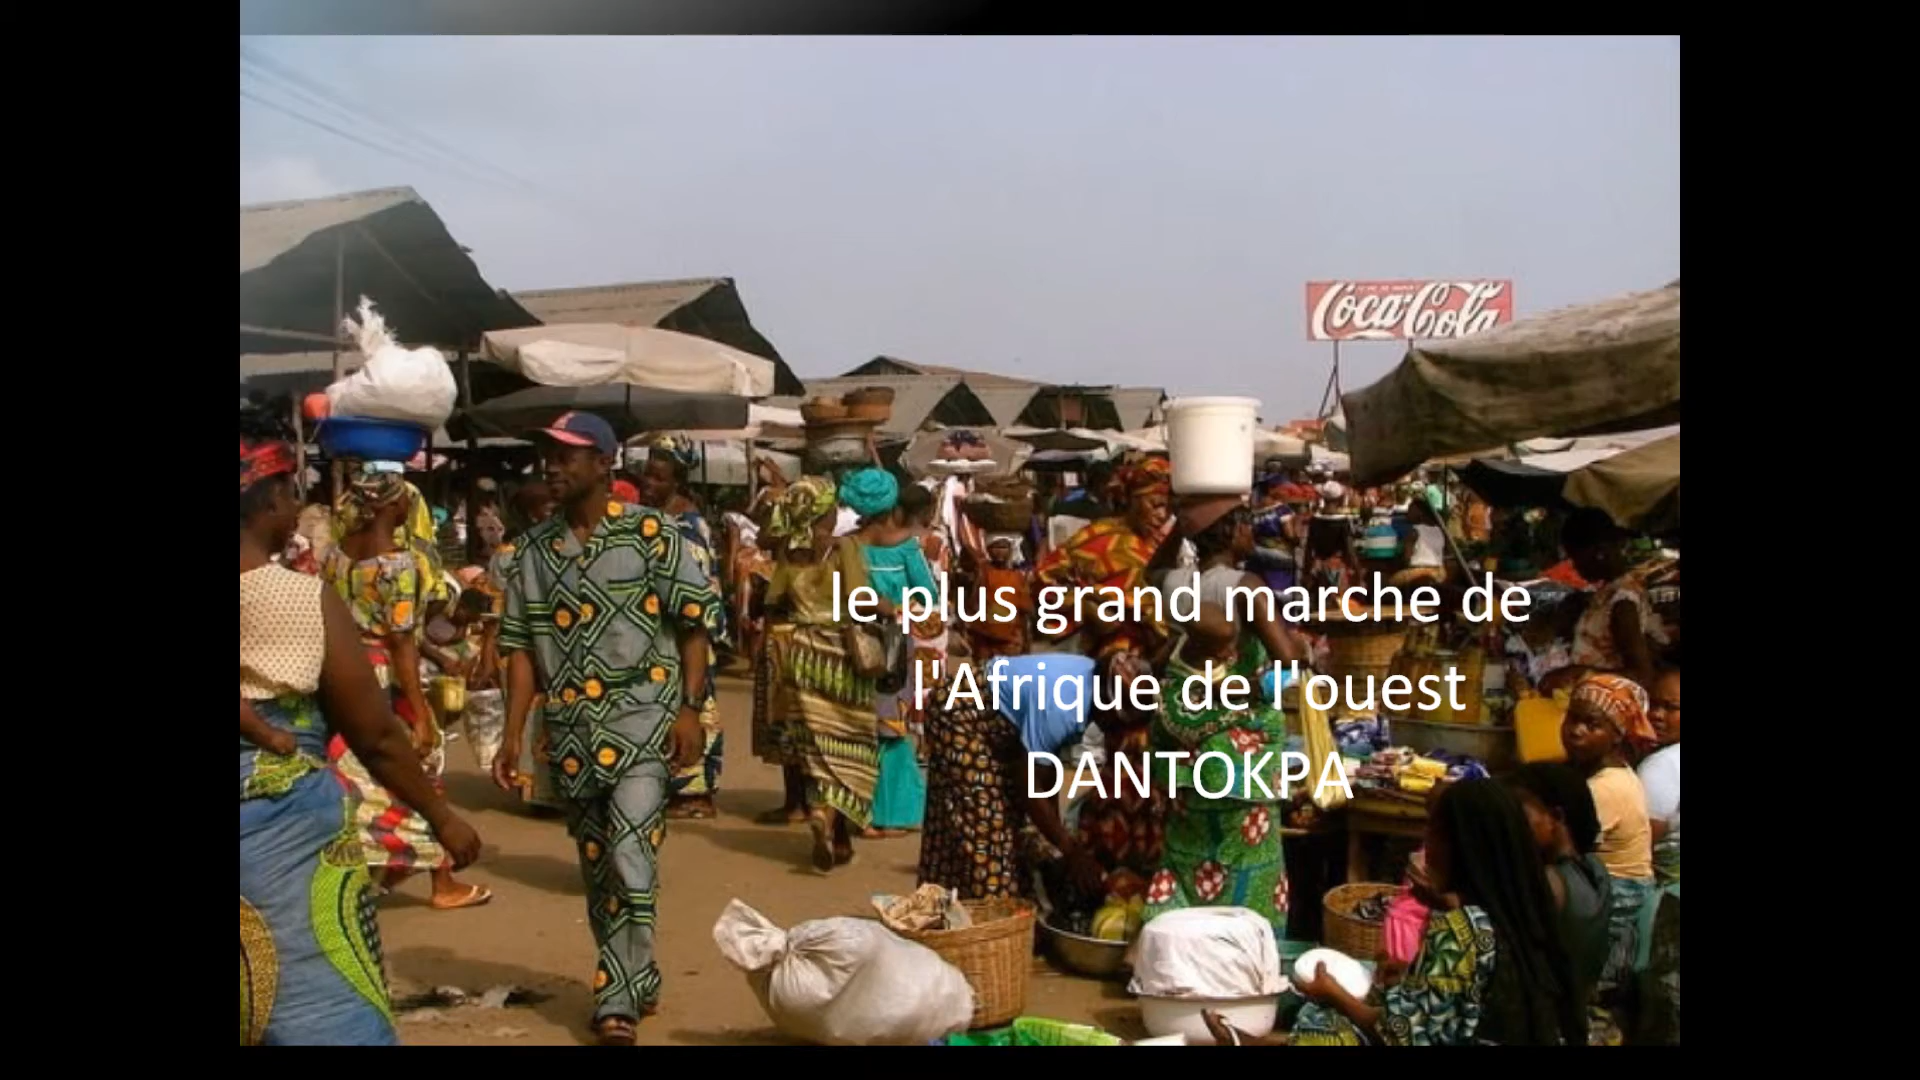 Coca-Cola
le plus grand marche de
l'Afrique de l'ouest
DANTOKPA